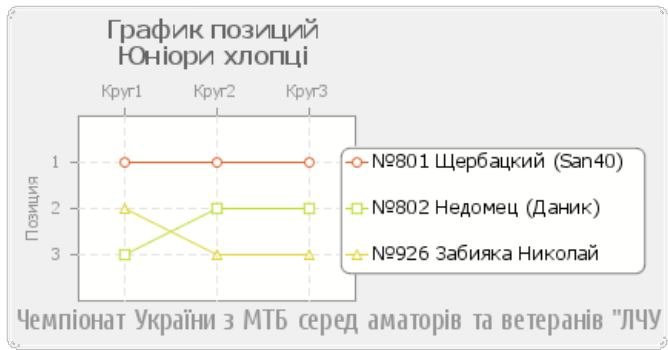 График позиций
Юніори хлопці
Круг1 Круг2 Круг3
Позиция
1
2
3
№801 Щербацкий (San40)
№802 Недомец (Даник)
№926 Забияка Николай
Чемпіонат України з МТБ серед аматорів та ветеранів "ЛЧУ